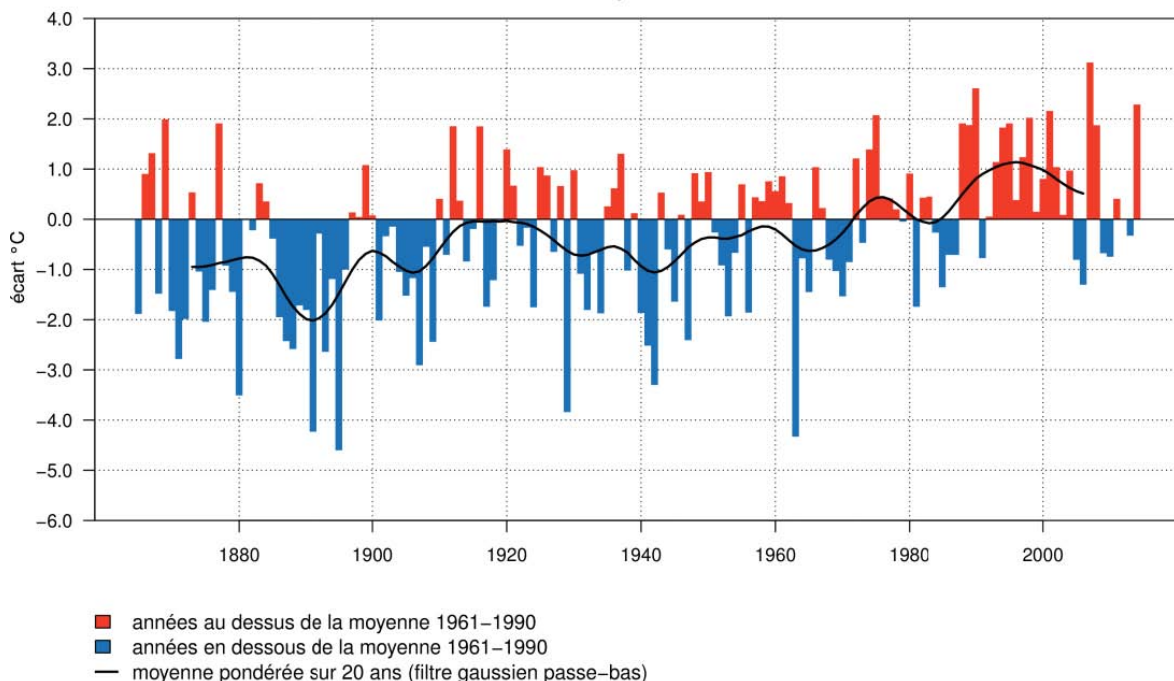 4.0
3.0
2.0
1.0
0.0
−1.0
−2.0
−3.0
−4.0
−5.0
−6.0
écart °C
1880 1900 1920 1940 1960 1980 2000
années au dessus de la moyenne 1961−1990
années en dessous de la moyenne 1961−1990
moyenne pondérée sur 20 ans (filtre gaussien passe−bas)